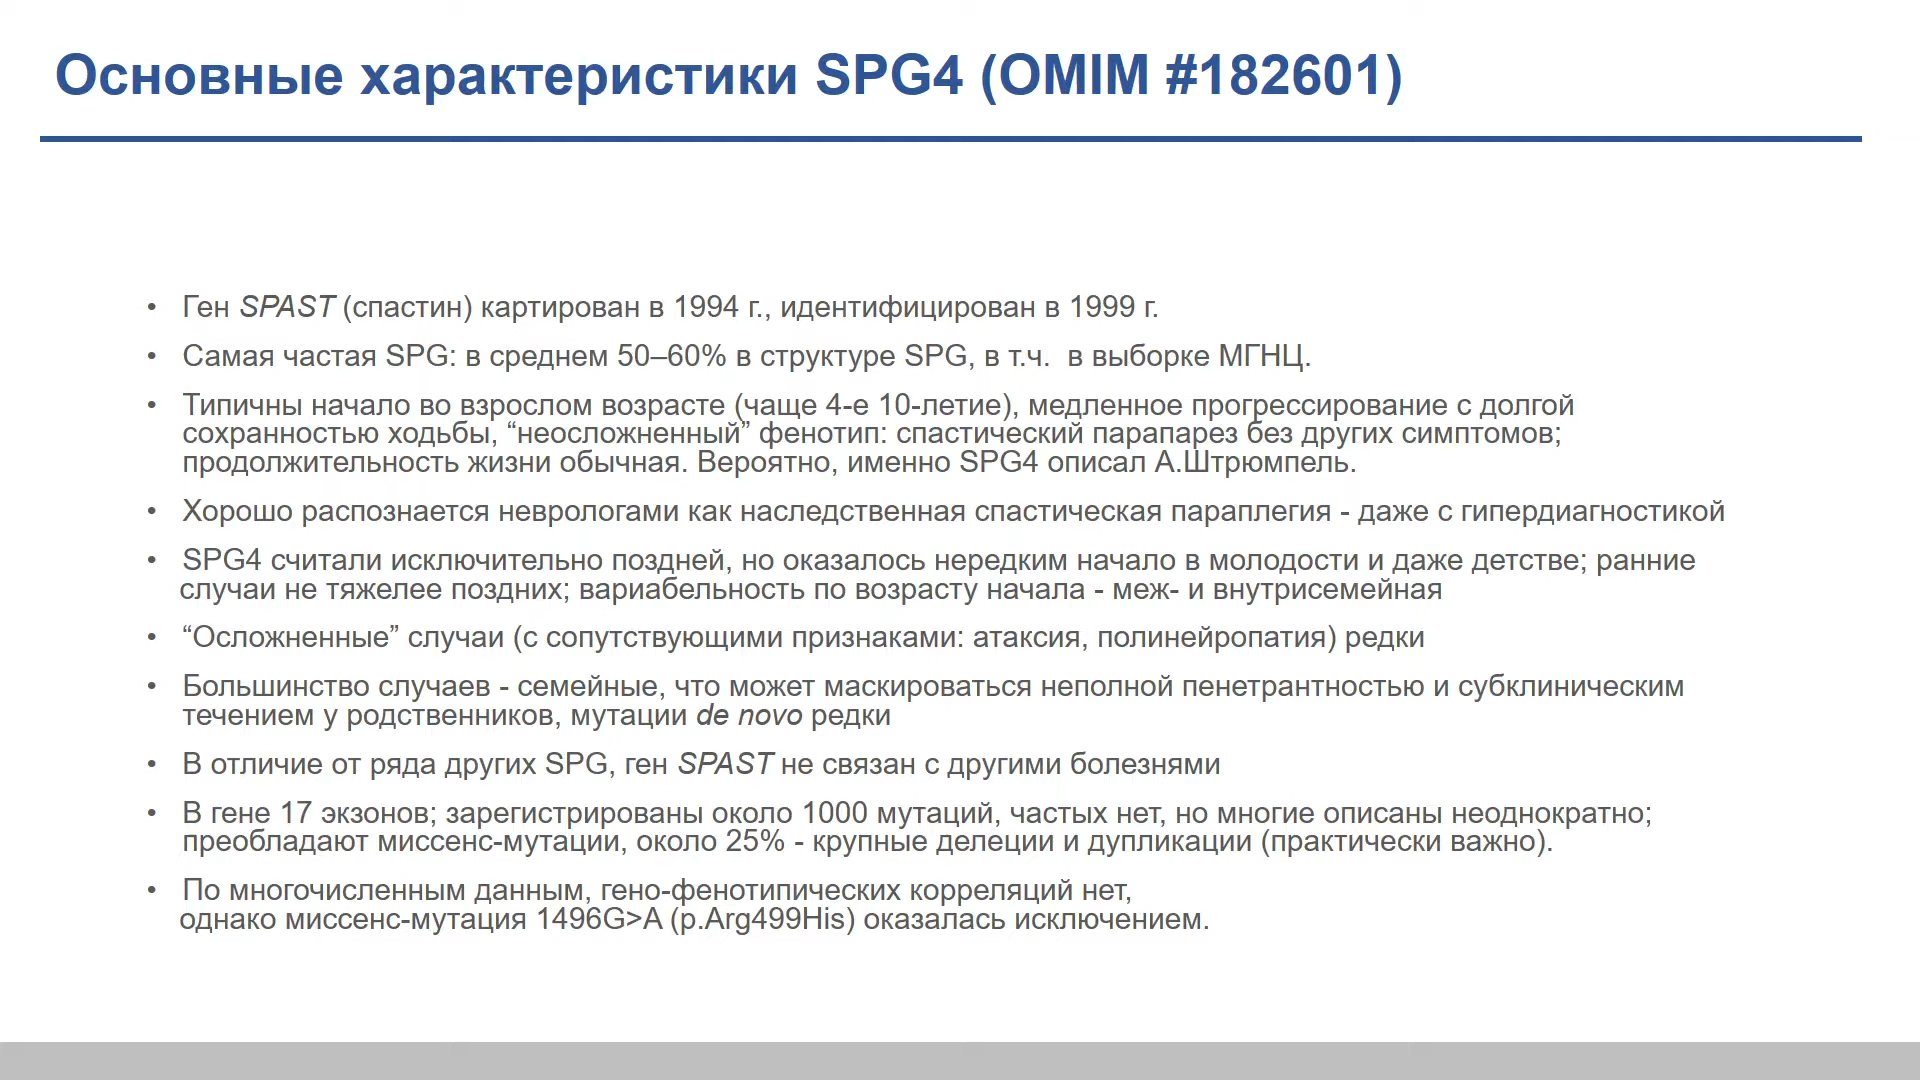 Основные характеристики SPG4 (OMIM #182601)
• Ген SPAST (спастин) картирован в 1994 г., идентифицирован в 1999 г.
• Самая частая SPG: в среднем 50–60% в структуре SPG, в т.ч.  в выборке МГНЦ.
• Типичны начало во взрослом возрасте (чаще 4-е 10-летие), медленное прогрессирование с долгой
сохранностью ходьбы, “неосложненный” фенотип: спастический парапарез без других симптомов;
продолжительность жизни обычная. Вероятно, именно SPG4 описал А.Штрюмпель.
• Хорошо распознается неврологами как наследственная спастическая параплегия - даже с гипердиагностикой
• SPG4 считали исключительно поздней, но оказалось нередким начало в молодости и даже детстве; ранние
случаи не тяжелее поздних; вариабельность по возрасту начала - меж- и внутрисемейная
• “Осложненные” случаи (с сопутствующими признаками: атаксия, полинейропатия) редки
• Большинство случаев - семейные, что может маскироваться неполной пенетрантностью и субклиническим
течением у родственников, мутации de novo редки
• В отличие от ряда других SPG, ген SPAST не связан с другими болезнями
• В гене 17 экзонов; зарегистрированы около 1000 мутаций, частых нет, но многие описаны неоднократно;
преобладают миссенс-мутации, около 25% - крупные делеции и дупликации (практически важно).
• По многочисленным данным, гено-фенотипических корреляций нет,
однако миссенс-мутация 1496G>A (p.Arg499His) оказалась исключением.